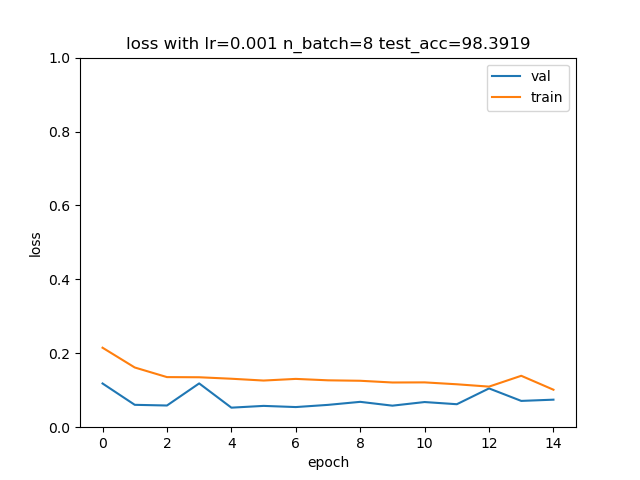 loss with lr=0.001 n_batch=8 test_acc=98.3919
val
train
1.0
0.8
0.6
0.4
0.2
0.0
loss
0 2 4 6 8 10 12 14
epoch